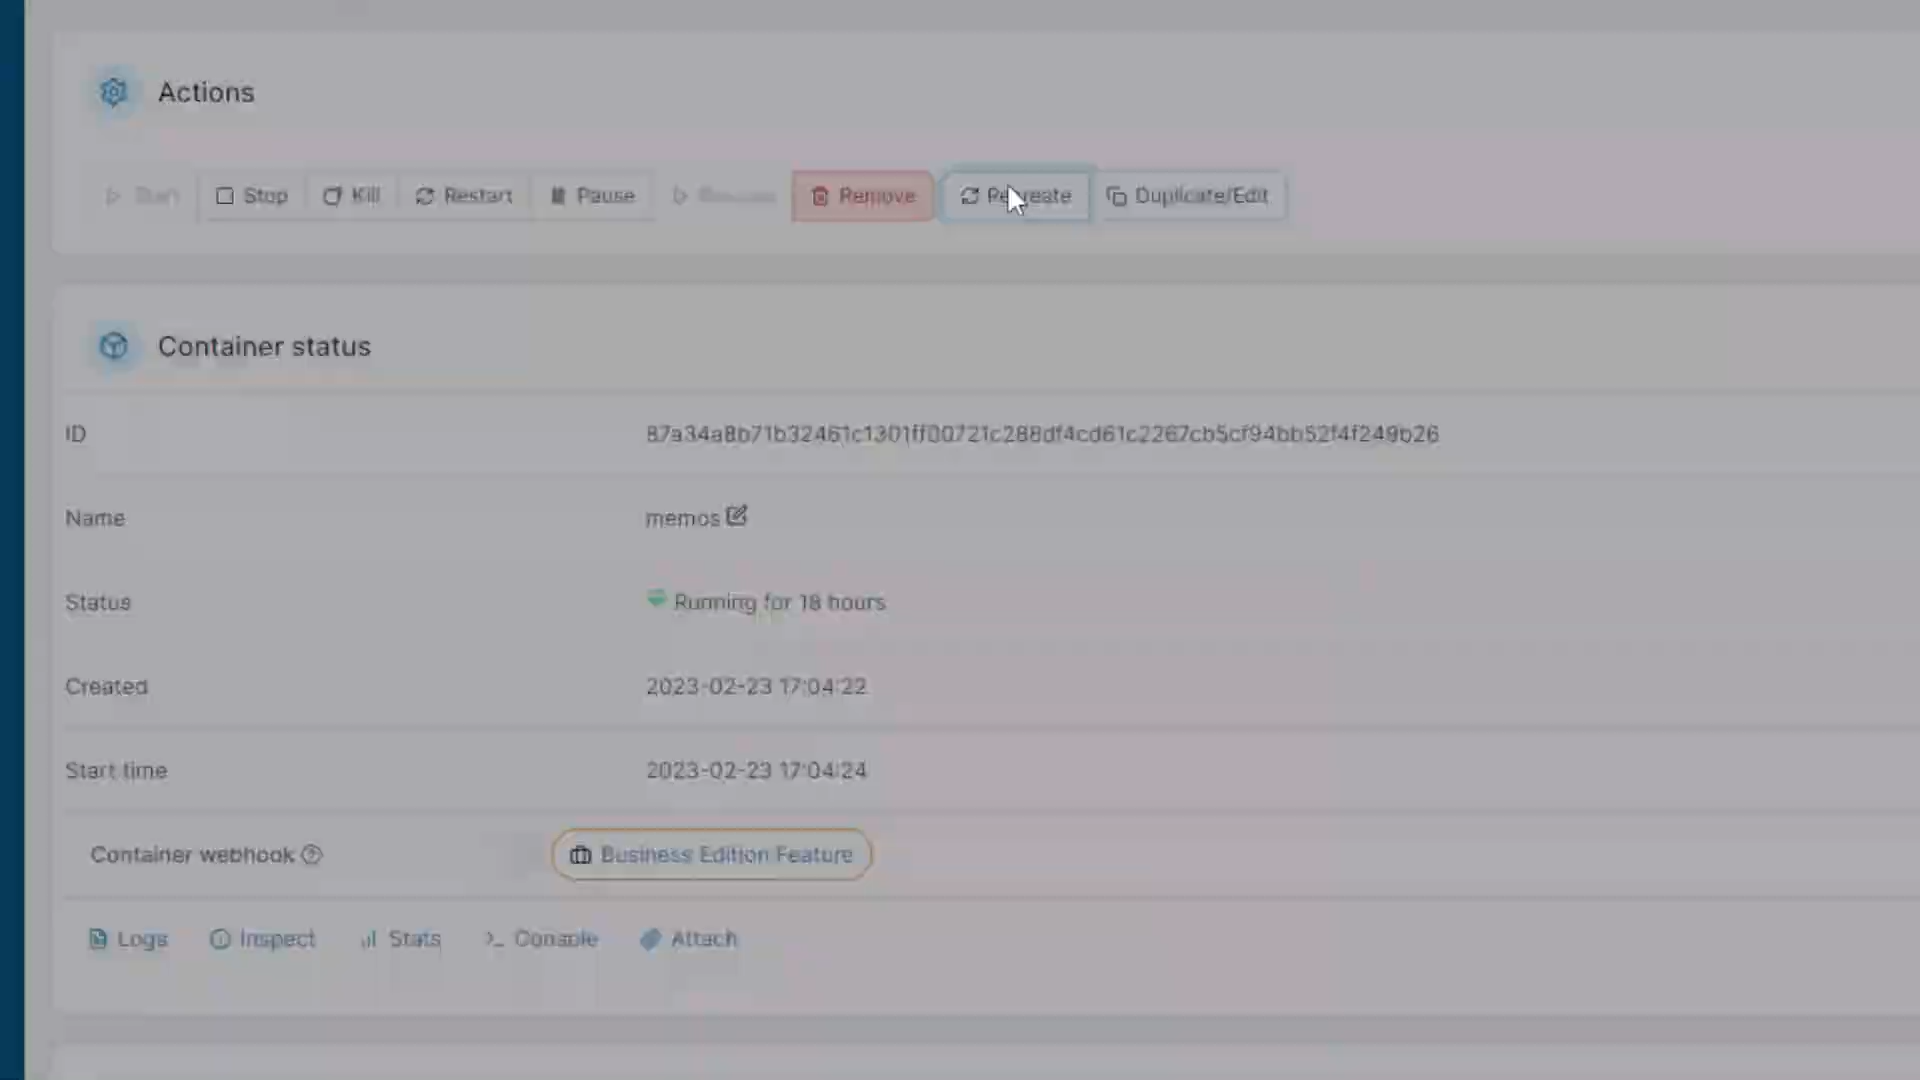 Actions
Start Stop Kill Restart Pause Resume Remove Recreate Duplicate/Edit
Container status
ID 87a34a8b71b32461c1301ff00721c288df4cd61c2267cb5cf94bb52f4f249b26
Name memos
Status Running for 18 hours
Created 2023-02-23 17:04:22
Start time 2023-02-23 17:04:24
Container webhook Business Edition Feature
Logs Inspect Stats Console Attach